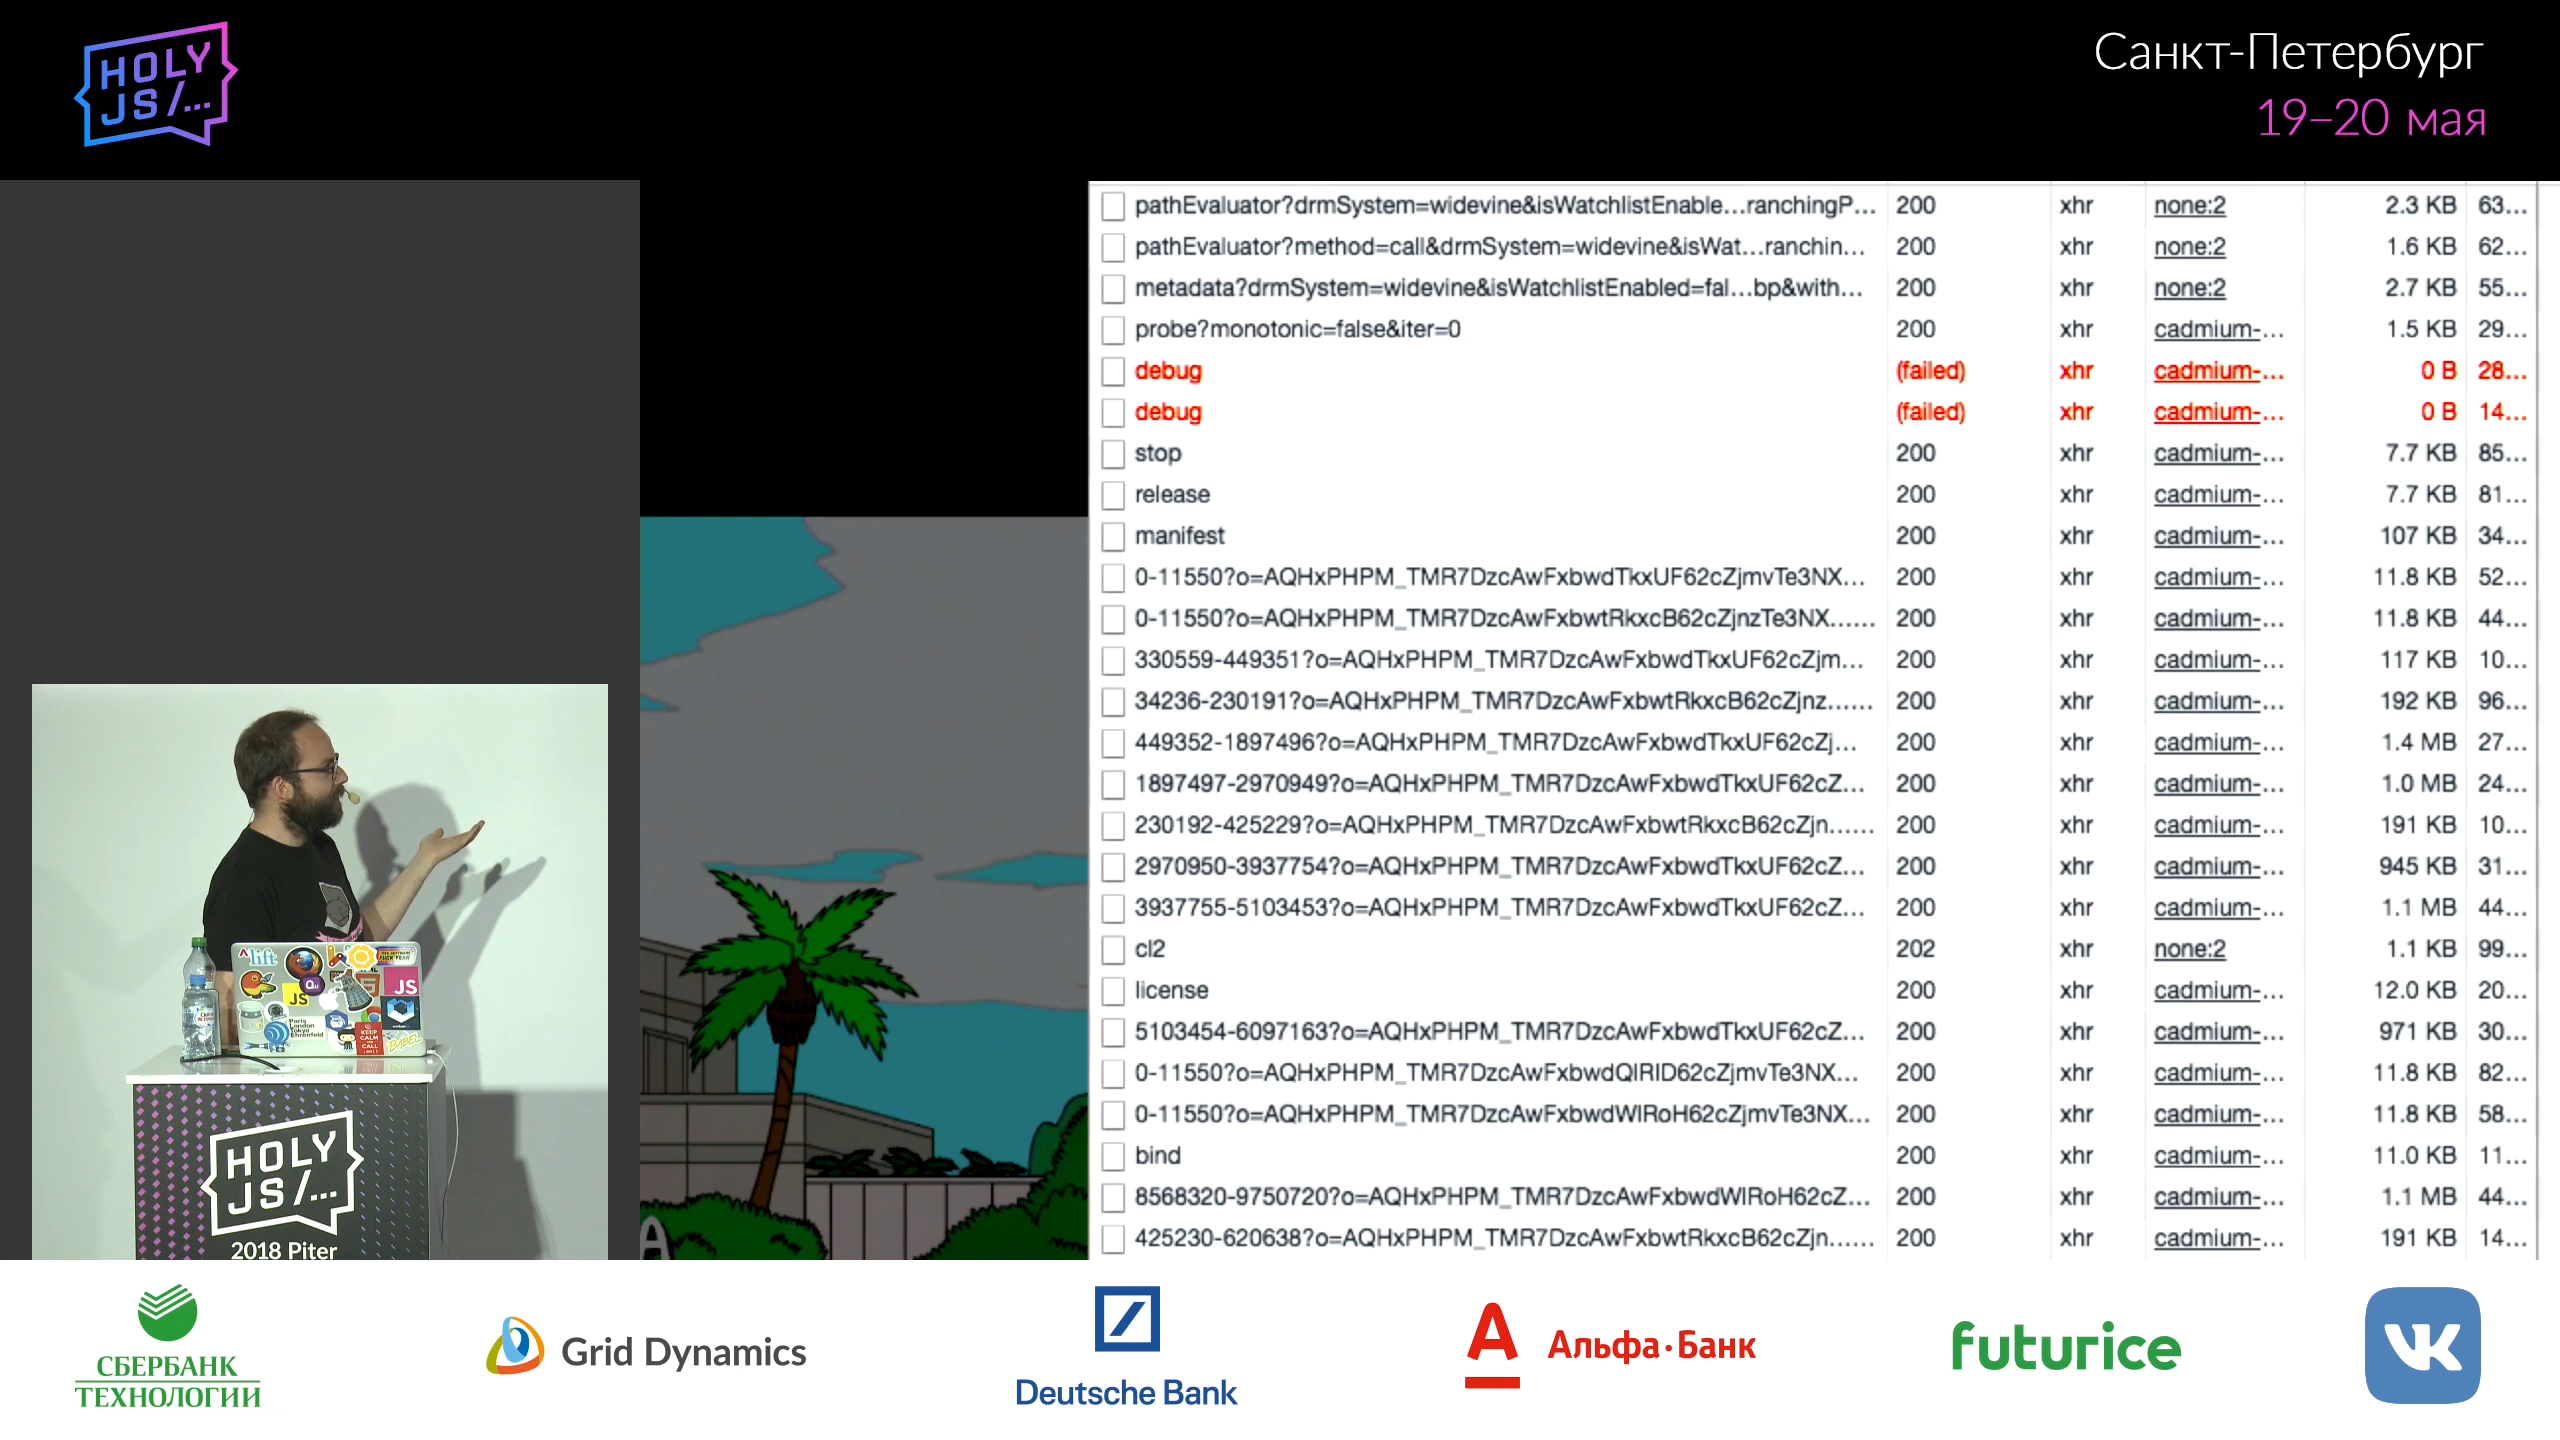 HOLY
JS/...
Санкт-Петербург
19–20 мая
pathEvaluator?drmSystem=widevine&isWatchlistEnable...ranchingP... 200 xhr none:2 2.3 KB 63...
pathEvaluator?method=call&drmSystem=widevine&isWat...ranchin... 200 xhr none:2 1.6 KB 62...
metadata?drmSystem=widevine&isWatchlistEnabled=fal...bp&with... 200 xhr none:2 2.7 KB 55...
probe?monotonic=false&iter=0 200 xhr cadmium-... 1.5 KB 29...
debug (failed) xhr cadmium-... 0 B 28...
debug (failed) xhr cadmium-... 0 B 14...
stop 200 xhr cadmium-... 7.7 KB 85...
release 200 xhr cadmium-... 7.7 KB 81...
manifest 200 xhr cadmium-... 107 KB 34...
0-11550?o=AQHxPHPM_TMR7DzcAwFxbwdTkxUF62cZjmvTe3NX... 200 xhr cadmium-... 11.8 KB 52...
0-11550?o=AQHxPHPM_TMR7DzcAwFxbwtRkxcB62cZjnzTe3NX...... 200 xhr cadmium-... 11.8 KB 44...
330559-449351?o=AQHxPHPM_TMR7DzcAwFxbwdTkxUF62cZjm... 200 xhr cadmium-... 117 KB 10...
34236-230191?o=AQHxPHPM_TMR7DzcAwFxbwtRkxcB62cZjnz...... 200 xhr cadmium-... 192 KB 96...
449352-1897496?o=AQHxPHPM_TMR7DzcAwFxbwdTkxUF62cZj... 200 xhr cadmium-... 1.4 MB 27...
1897497-2970949?o=AQHxPHPM_TMR7DzcAwFxbwdTkxUF62cZ... 200 xhr cadmium-... 1.0 MB 24...
230192-425229?o=AQHxPHPM_TMR7DzcAwFxbwtRkxcB62cZjn...... 200 xhr cadmium-... 191 KB 10...
2970950-3937754?o=AQHxPHPM_TMR7DzcAwFxbwdTkxUF62cZ... 200 xhr cadmium-... 945 KB 31...
3937755-5103453?o=AQHxPHPM_TMR7DzcAwFxbwdTkxUF62cZ... 200 xhr cadmium-... 1.1 MB 44...
cl2 202 xhr none:2 1.1 KB 99...
license 200 xhr cadmium-... 12.0 KB 20...
5103454-6097163?o=AQHxPHPM_TMR7DzcAwFxbwdTkxUF62cZ... 200 xhr cadmium-... 971 KB 30...
0-11550?o=AQHxPHPM_TMR7DzcAwFxbwdQIRID62cZjmvTe3NX... 200 xhr cadmium-... 11.8 KB 82...
0-11550?o=AQHxPHPM_TMR7DzcAwFxbwdWIRoH62cZjmvTe3NX... 200 xhr cadmium-... 11.8 KB 58...
bind 200 xhr cadmium-... 11.0 KB 11...
8568320-9750720?o=AQHxPHPM_TMR7DzcAwFxbwdWIRoH62cZ... 200 xhr cadmium-... 1.1 MB 44...
425230-620638?o=AQHxPHPM_TMR7DzcAwFxbwtRkxcB62cZjn...... 200 xhr cadmium-... 191 KB 14...
^lift
Qu
JS
JS
Paris
London
Tokyo
Ehrenfeld
KEEP
CALM
CALL
BABEL
HOLY
JS/...
2018 Piter
A
СБЕРБАНК
ТЕХНОЛОГИИ
Grid Dynamics
Deutsche Bank
А Альфа·Банк
futurice
VK